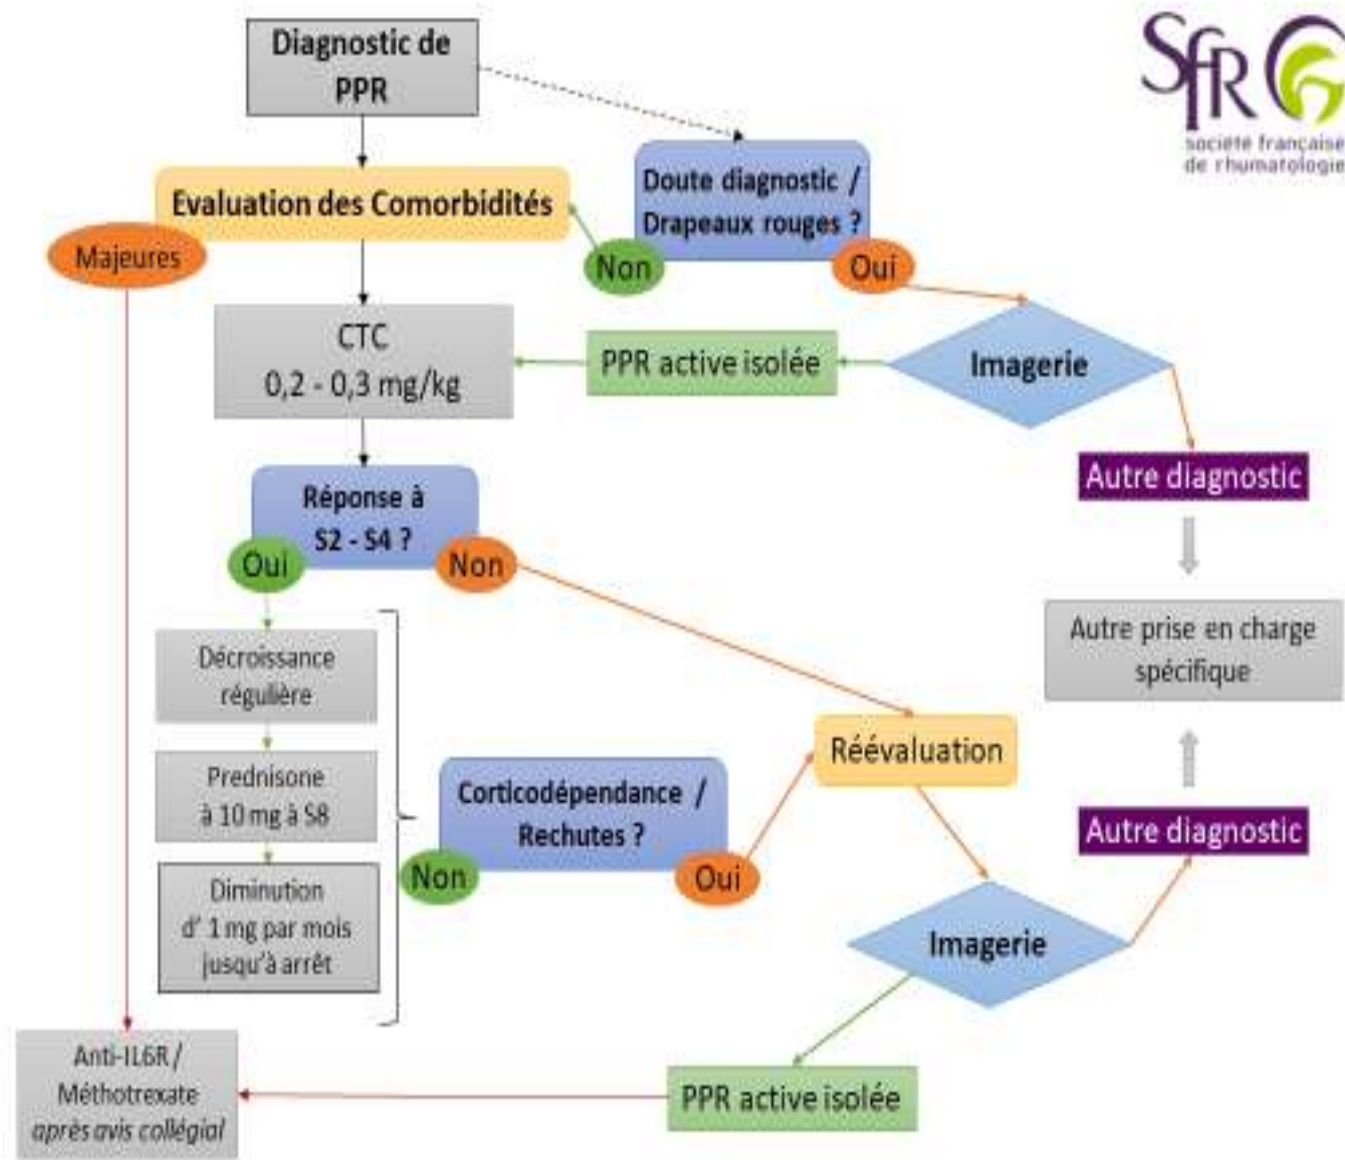 Diagnostic de
PPR
SfR
société française
de rhumatologie
Doute diagnostic /
Drapeaux rouges ?
Evaluation des Comorbidités
Majeures
Non
Oui
CTC
0,2 - 0,3 mg/kg
PPR active isolée
Imagerie
Autre diagnostic
Réponse à
S2 - S4 ?
Oui
Non
Autre prise en charge
spécifique
Décroissance
régulière
Réévaluation
Prednisone
à 10 mg à S8
Corticodépendance /
Rechutes ?
Non
Oui
Autre diagnostic
Diminution
d' 1 mg par mois
jusqu'à arrêt
Imagerie
Anti-IL6R /
Méthotrexate
après avis collégial
PPR active isolée